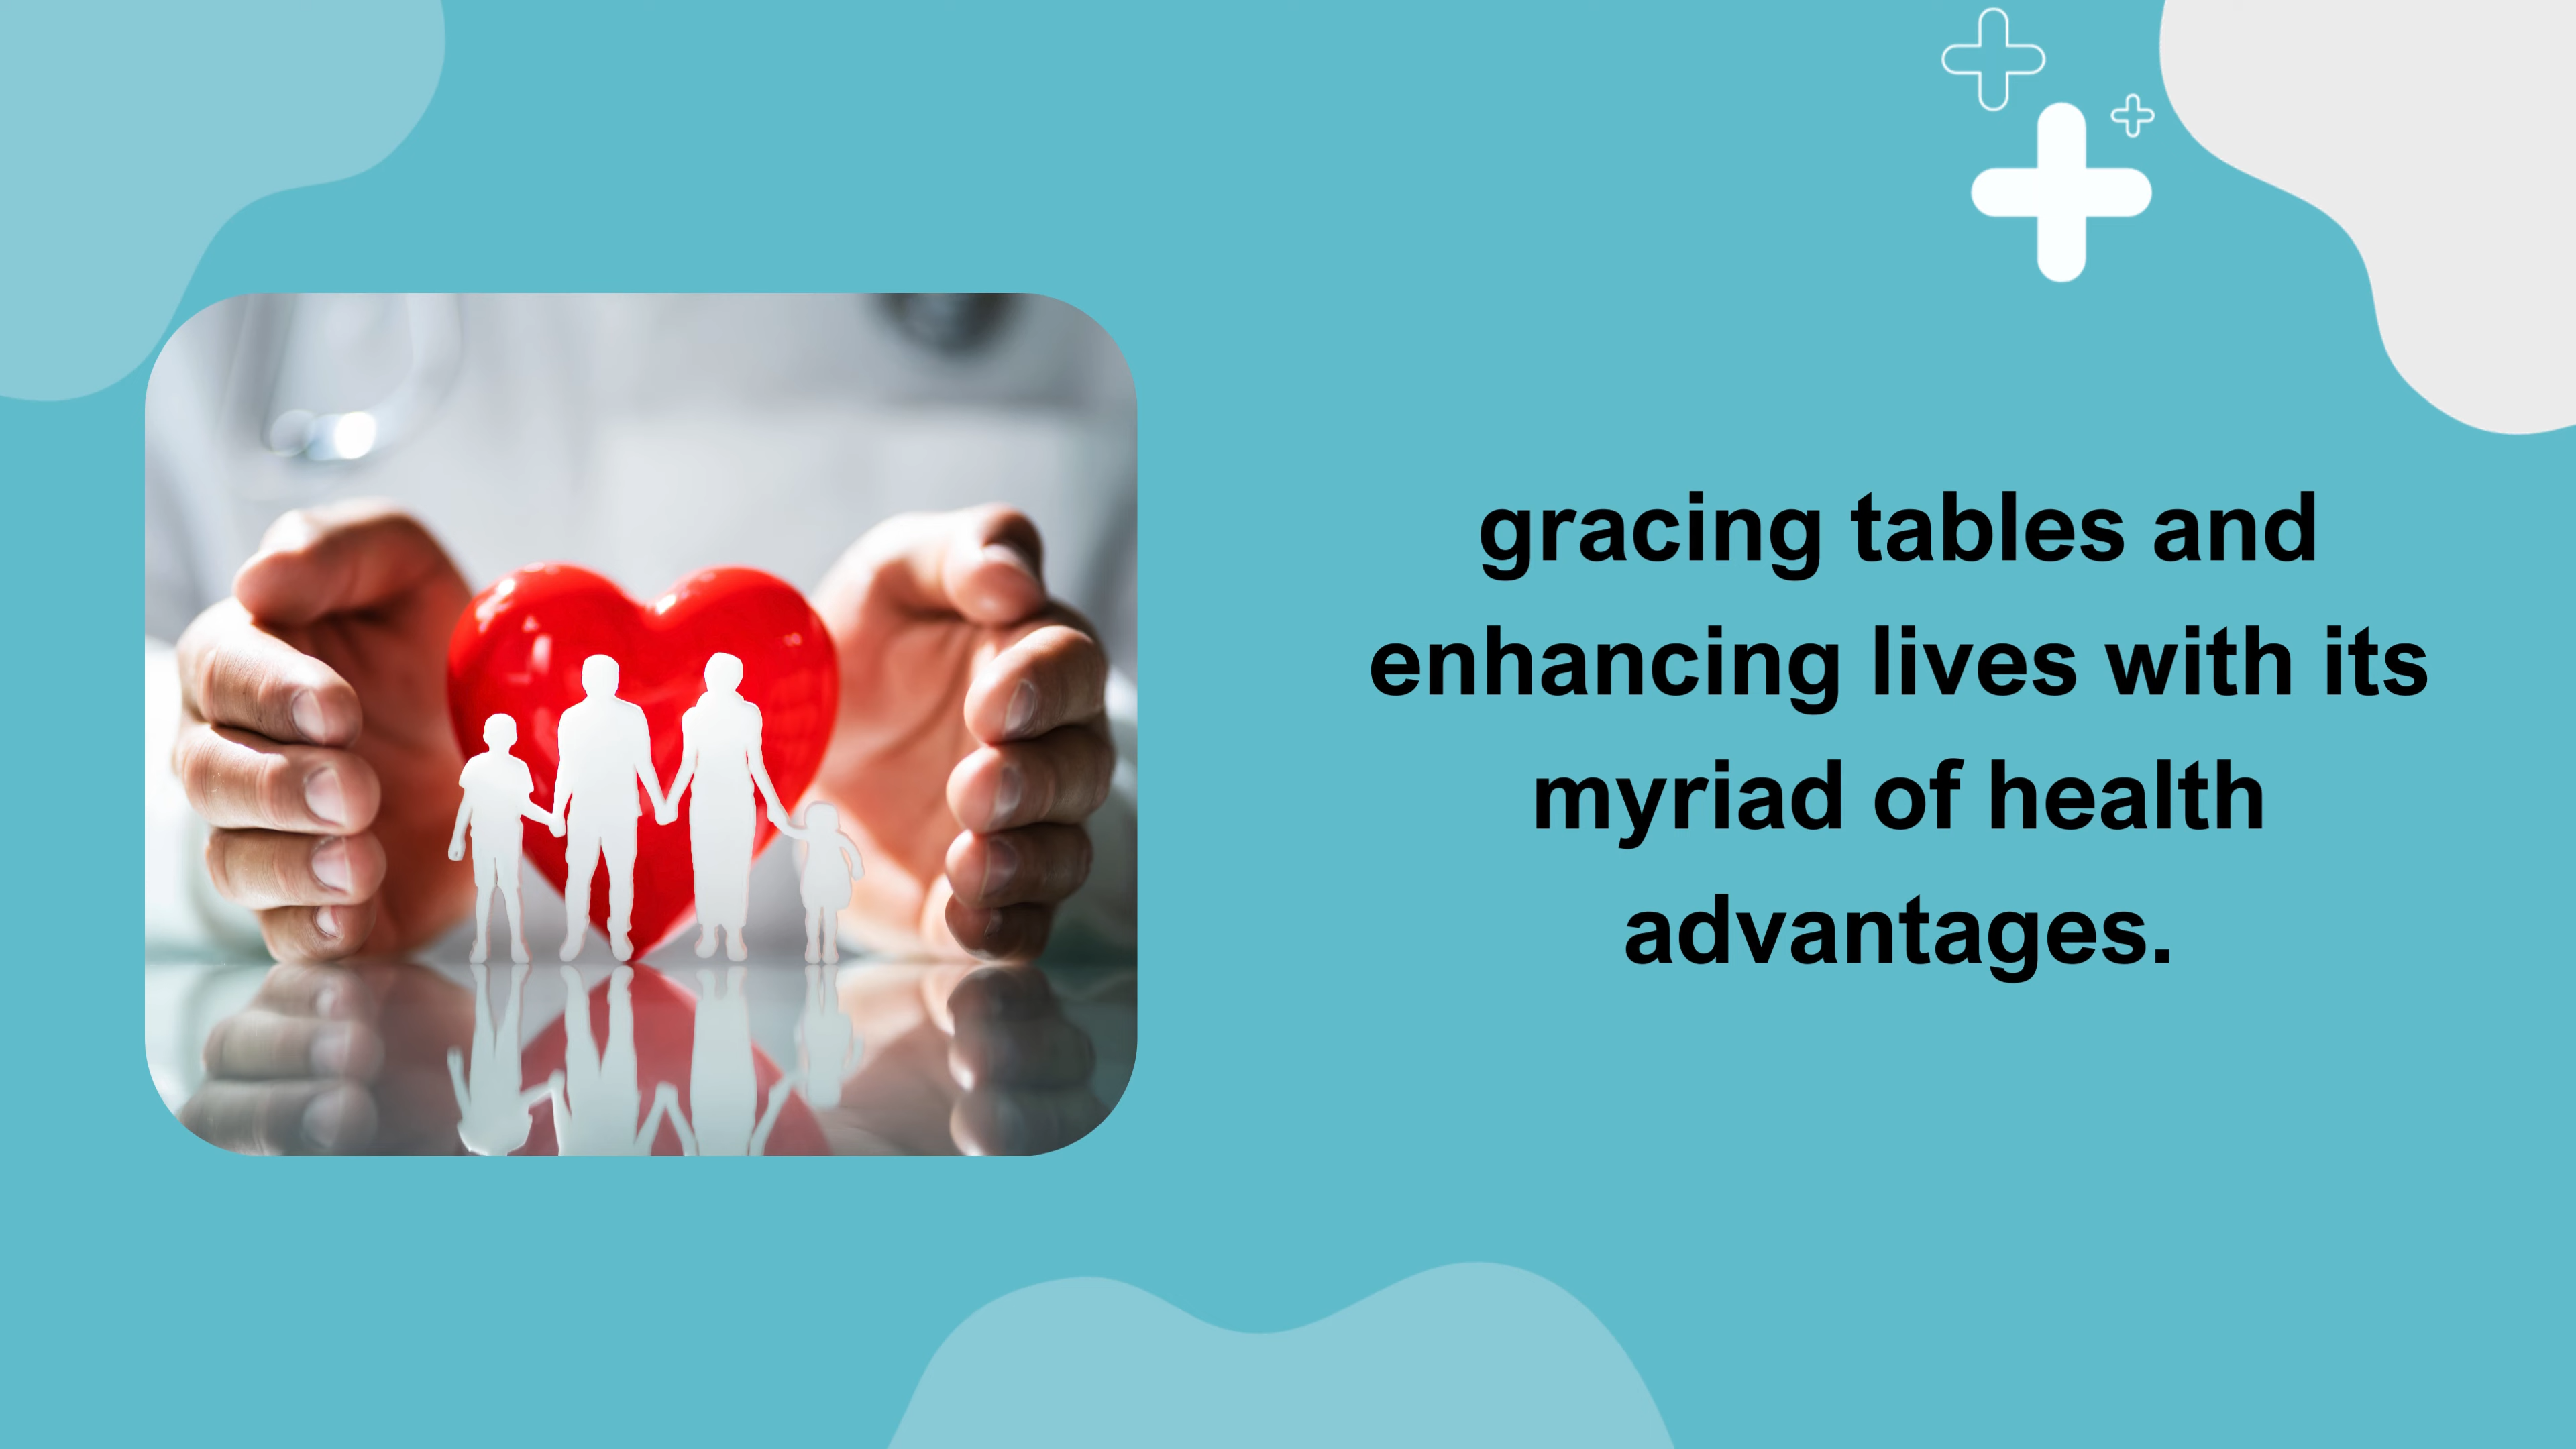 gracing tables and
enhancing lives with its
myriad of health
advantages.